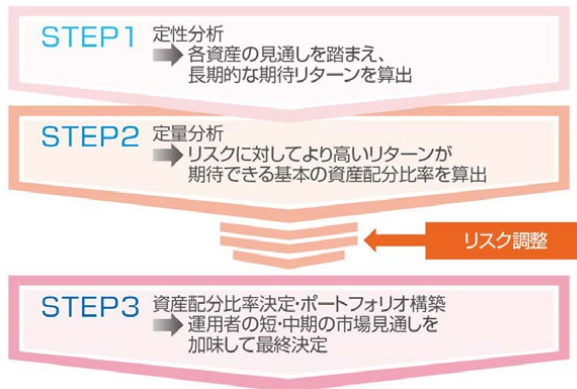 STEP1 定性分析
各資産の見通しを踏まえ、
長期的な期待リターンを算出
STEP2 定量分析
リスクに対してより高いリターンが
期待できる基本の資産配分比率を算出
リスク調整
STEP3 資産配分比率決定・ポートフォリオ構築
運用者の短・中期の市場見通しを
加味して最終決定